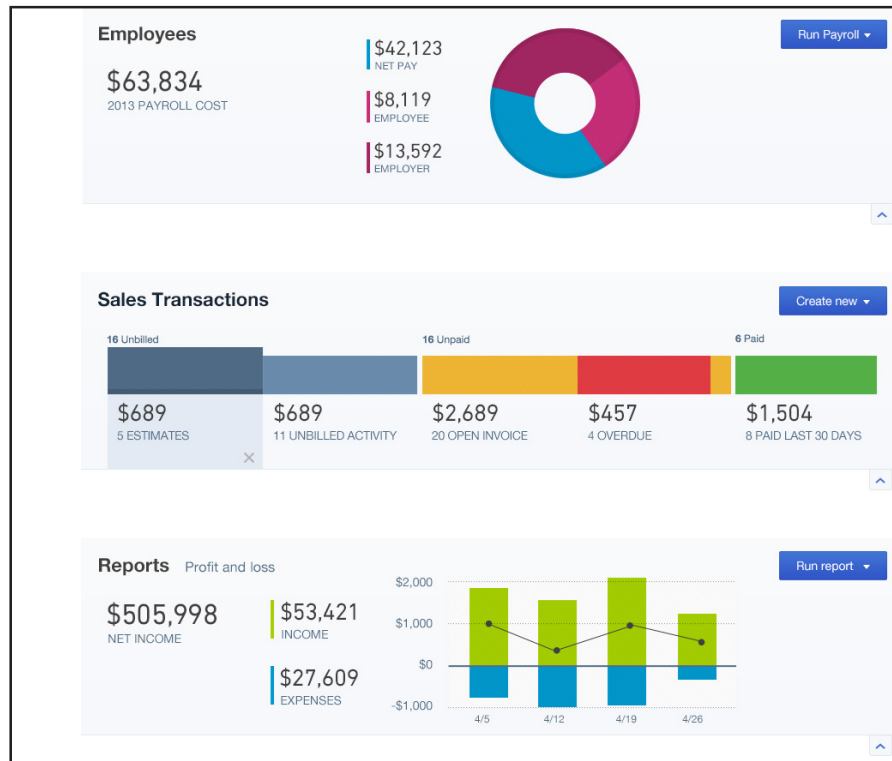 Employees
Run Payroll
$63,834
2013 PAYROLL COST
$42,123
NET PAY
$8,119
EMPLOYEE
$13,592
EMPLOYER
Sales Transactions
Create new
16 Unbilled
16 Unpaid
6 Paid
$689
$689
$2,689
$457
$1,504
5 ESTIMATES
11 UNBILLED ACTIVITY
20 OPEN INVOICE
4 OVERDUE
8 PAID LAST 30 DAYS
Reports Profit and loss
Run report
$505,998
NET INCOME
$53,421
INCOME
$27,609
EXPENSES
$2,000
$1,000
$0
-$1,000
4/5 4/12 4/19 4/26